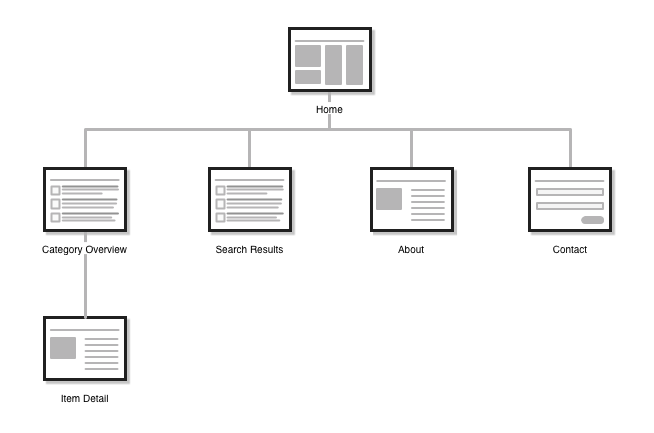 Home
Category Overview
Search Results
About
Contact
Item Detail